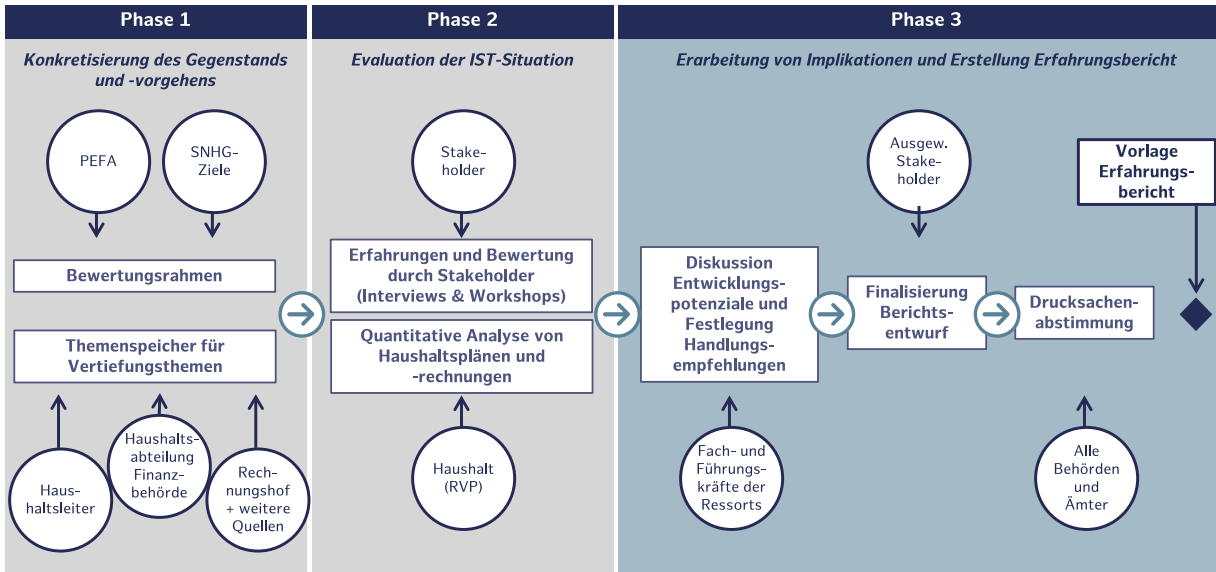 Phase 1
Konkretisierung des Gegenstands
und -vorgehens
PEFA
SNHG-
Ziele
Bewertungsrahmen
Themenspeicher für
Vertiefungsthemen
Haus-
haltsleiter
Haushalts-
abteilung
Finanz-
behörde
Rech-
nungshof
+ weitere
Quellen
Phase 2
Evaluation der IST-Situation
Stake-
holder
Erfahrungen und Bewertung
durch Stakeholder
(Interviews & Workshops)
Quantitative Analyse von
Haushaltsplänen und
-rechnungen
Haushalt
(RVP)
Phase 3
Erarbeitung von Implikationen und Erstellung Erfahrungsbericht
Ausgew.
Stake-
holder
Vorlage
Erfahrungs-
bericht
Diskussion
Entwicklungs-
potenziale und
Festlegung
Handlungs-
empfehlungen
Finalisierung
Berichts-
entwurf
Drucksachen-
abstimmung
Fach- und
Führungs-
kräfte der
Ressorts
Alle
Behörden
und
Ämter